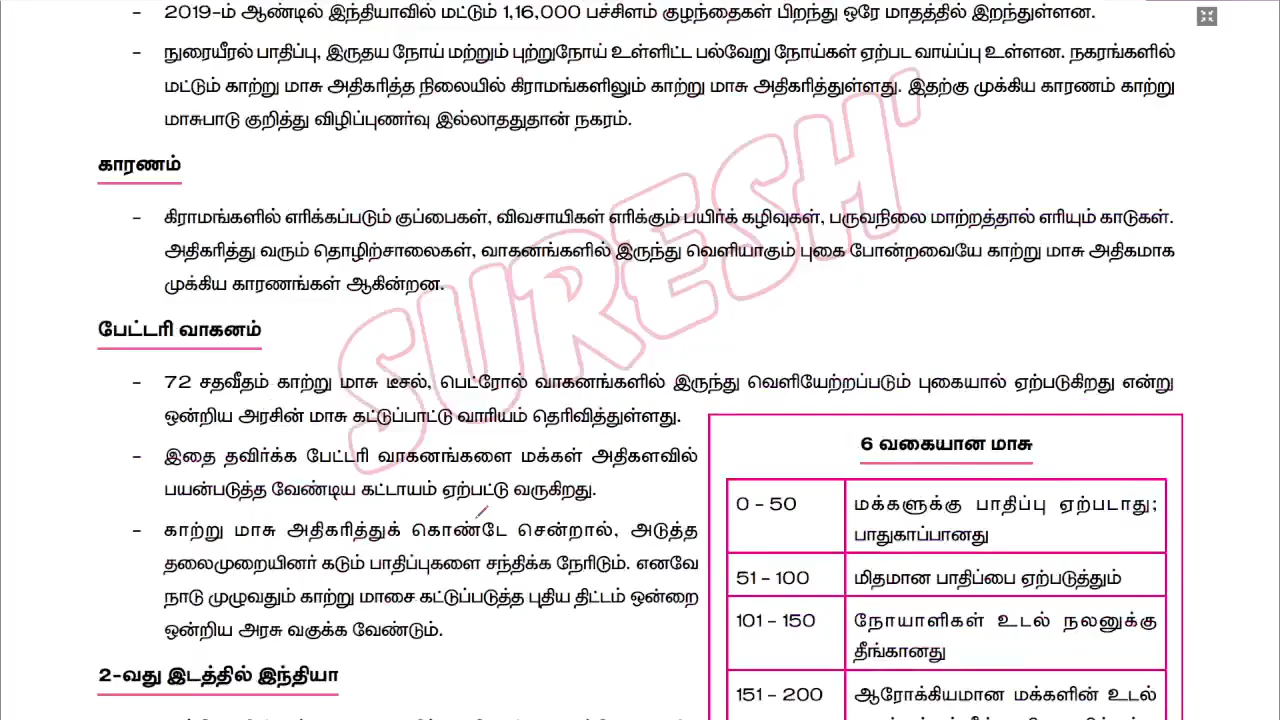 - 2019-ம் ஆண்டில் இந்தியாவில் மட்டும் 1,16,000 பச்சிளம் குழந்தைகள் பிறந்து ஒரே மாதத்தில் இறந்துள்ளன.
- நுரையீரல் பாதிப்பு, இருதய நோய் மற்றும் புற்றுநோய் உள்ளிட்ட பல்வேறு நோய்கள் ஏற்பட வாய்ப்பு உள்ளன. நகரங்களில்
மட்டும் காற்று மாசு அதிகரித்த நிலையில் கிராமங்களிலும் காற்று மாசு அதிகரித்துள்ளது. இதற்கு முக்கிய காரணம் காற்று
மாசுபாடு குறித்து விழிப்புணர்வு இல்லாததுதான் நகரம்.
காரணம்
- கிராமங்களில் எரிக்கப்படும் குப்பைகள், விவசாயிகள் எரிக்கும் பயிர்க் கழிவுகள், பருவநிலை மாற்றத்தால் எரியும் காடுகள்.
அதிகரித்து வரும் தொழிற்சாலைகள், வாகனங்களில் இருந்து வெளியாகும் புகை போன்றவையே காற்று மாசு அதிகமாக
முக்கிய காரணங்கள் ஆகின்றன.
SURESH'
பேட்டரி வாகனம்
- 72 சதவீதம் காற்று மாசு டீசல், பெட்ரோல் வாகனங்களில் இருந்து வெளியேற்றப்படும் புகையால் ஏற்படுகிறது என்று
ஒன்றிய அரசின் மாசு கட்டுப்பாட்டு வாரியம் தெரிவித்துள்ளது.
- இதை தவிர்க்க பேட்டரி வாகனங்களை மக்கள் அதிகளவில்
பயன்படுத்த வேண்டிய கட்டாயம் ஏற்பட்டு வருகிறது.
- காற்று மாசு அதிகரித்துக் கொண்டே சென்றால், அடுத்த
தலைமுறையினர் கடும் பாதிப்புகளை சந்திக்க நேரிடும். எனவே
நாடு முழுவதும் காற்று மாசை கட்டுப்படுத்த புதிய திட்டம் ஒன்றை
ஒன்றிய அரசு வகுக்க வேண்டும்.
2-வது இடத்தில் இந்தியா
6 வகையான மாசு
0 - 50 மக்களுக்கு பாதிப்பு ஏற்படாது;
பாதுகாப்பானது
51 - 100 மிதமான பாதிப்பை ஏற்படுத்தும்
101 - 150 நோயாளிகள் உடல் நலனுக்கு
தீங்கானது
151 - 200 ஆரோக்கியமான மக்களின் உடல்